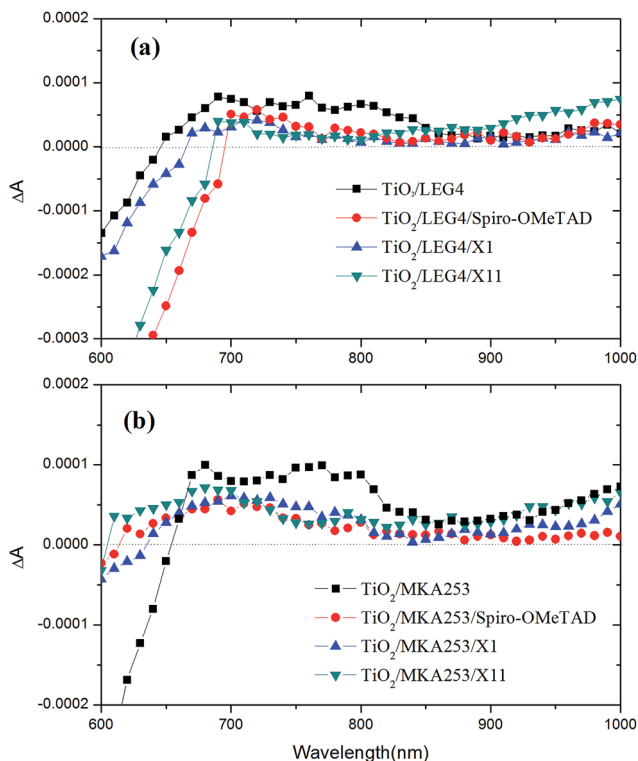 0.0002
(a)
0.0001
0.0000
TiO₂/LEG4
-0.0001
TiO₂/LEG4/Spiro-OMeTAD
TiO₂/LEG4/X1
-0.0002
TiO₂/LEG4/X11
-0.0003
600 700 800 900 1000
ΔA
0.0002
(b)
0.0001
0.0000
TiO₂/MKA253
-0.0001
TiO₂/MKA253/Spiro-OMeTAD
TiO₂/MKA253/X1
TiO₂/MKA253/X11
-0.0002
600 700 800 900 1000
ΔA
Wavelength(nm)